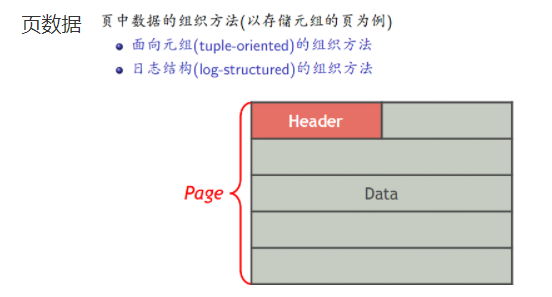 页数据
页中数据的组织方法(以存储元组的页为例)
面向元组(tuple-oriented)的组织方法
日志结构(log-structured)的组织方法
Header
Page
Data